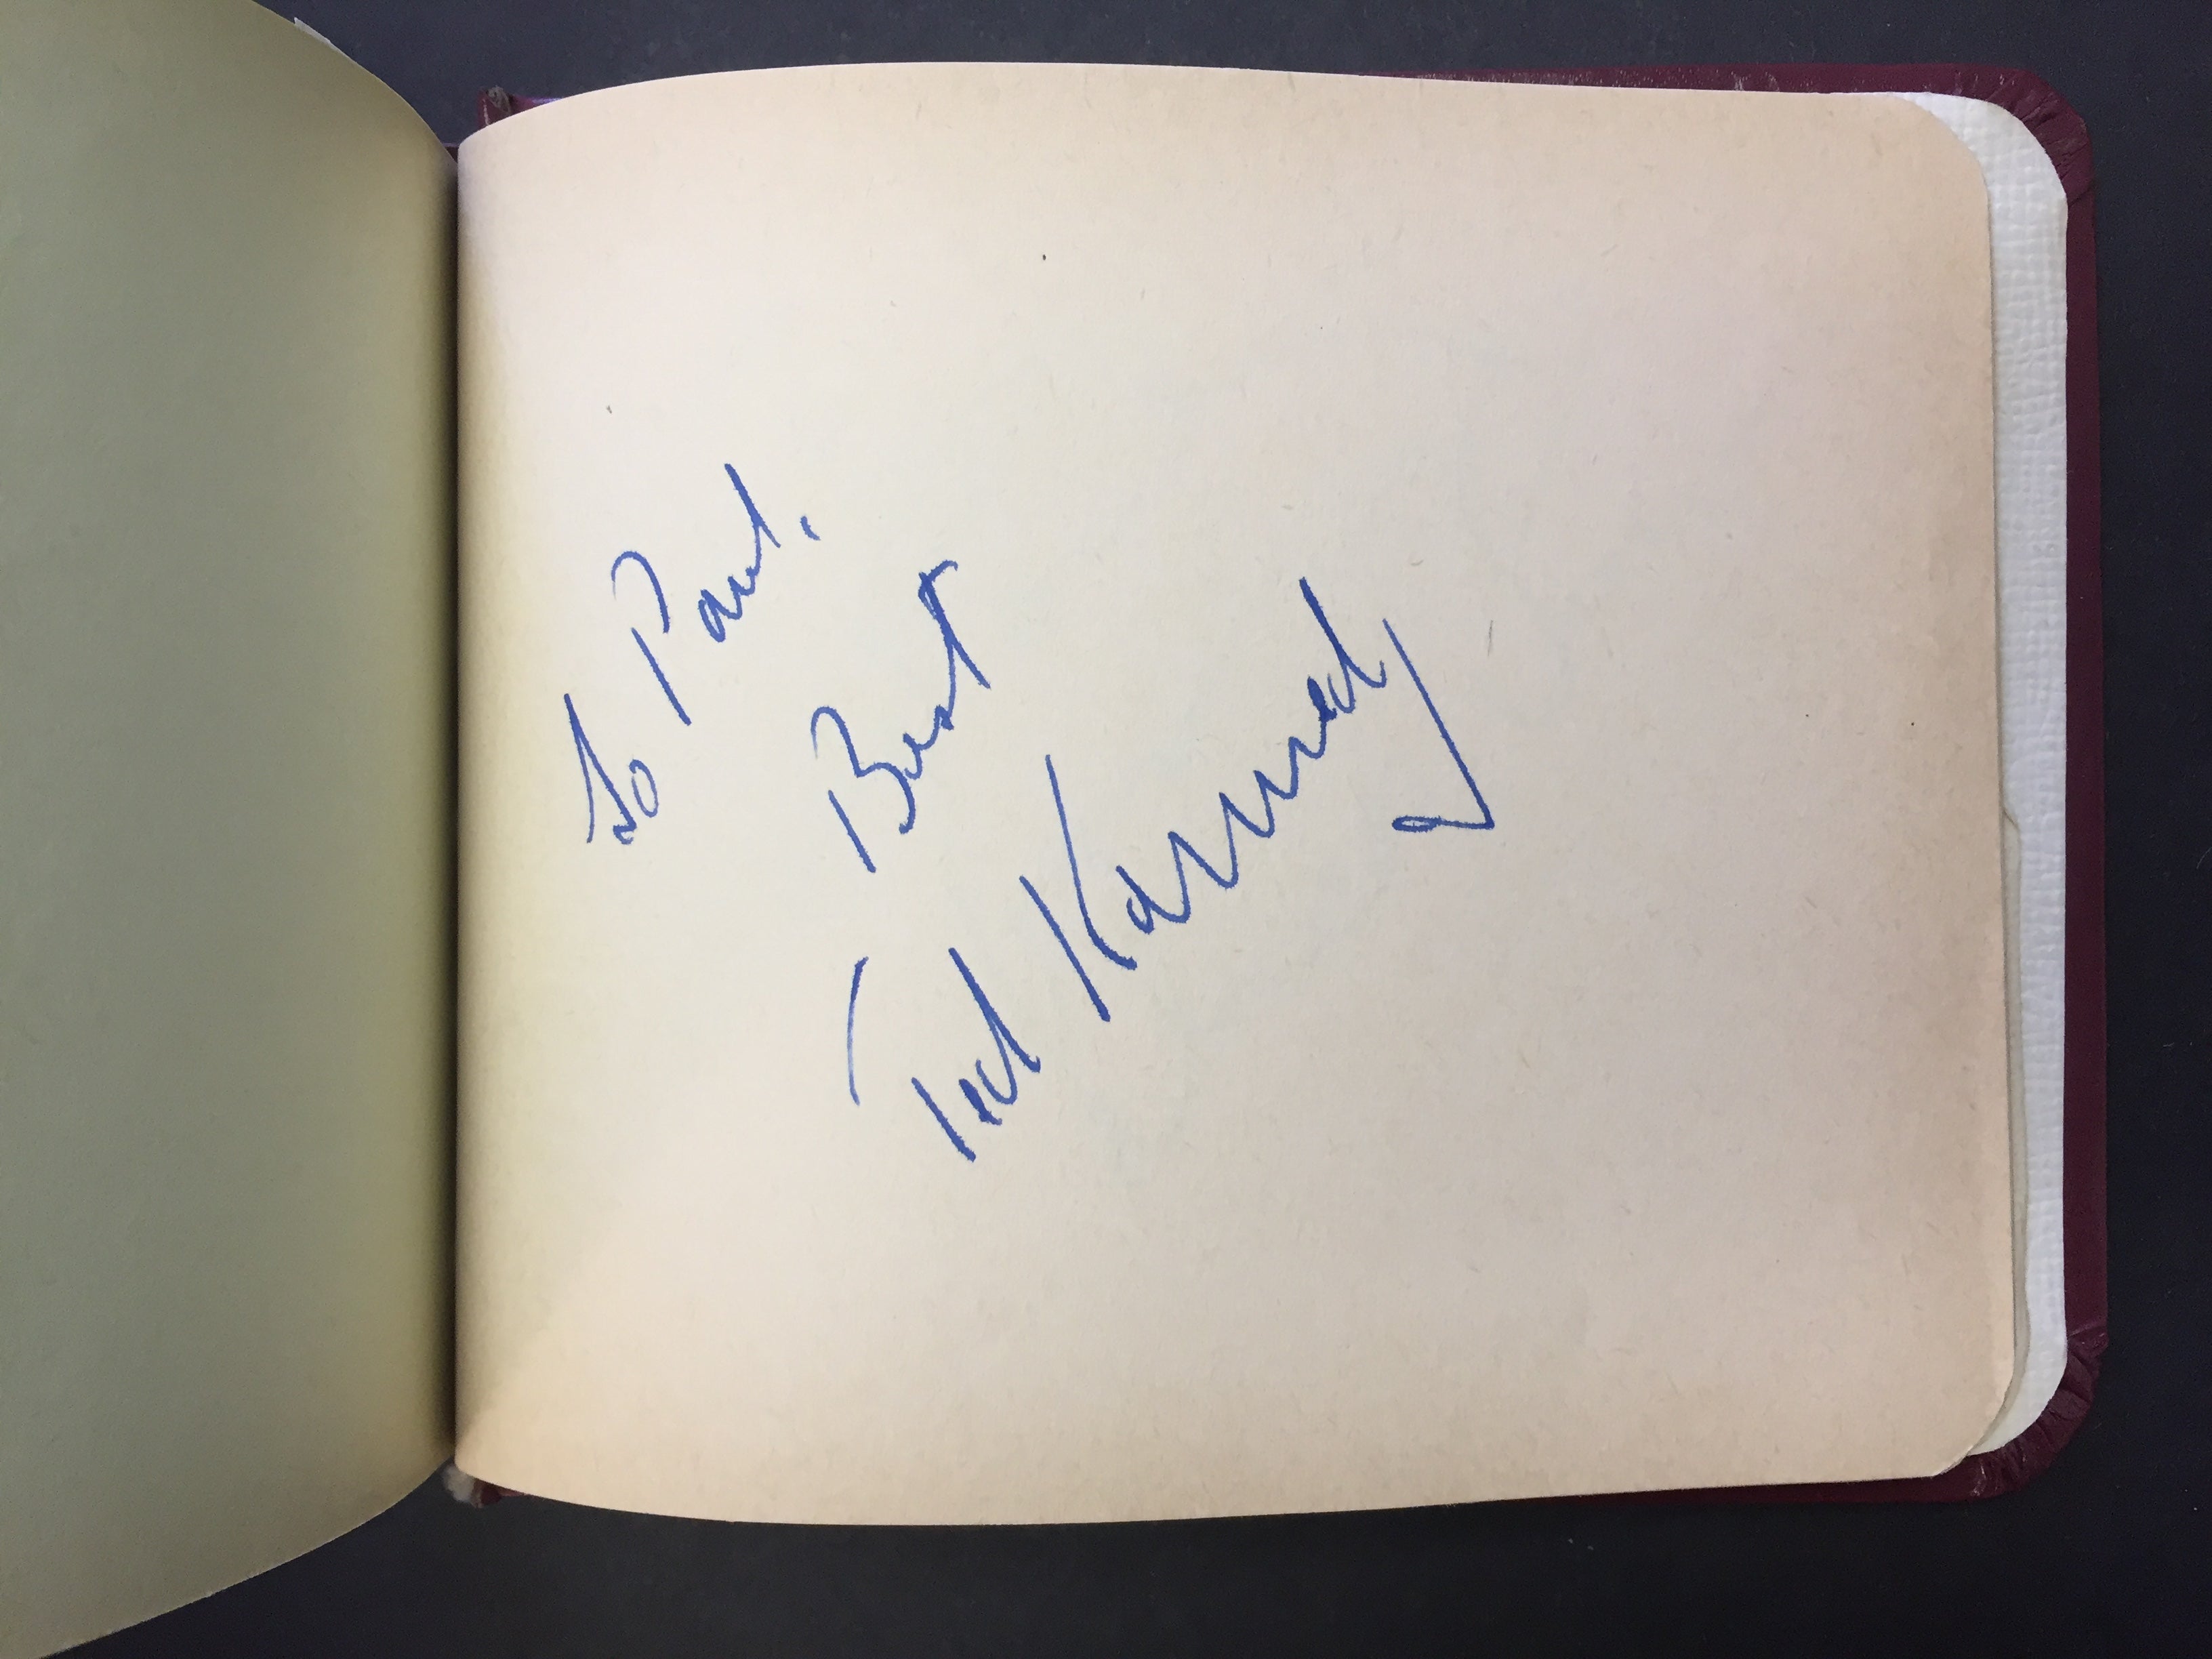 To Paul,
Best
Ted Kennedy